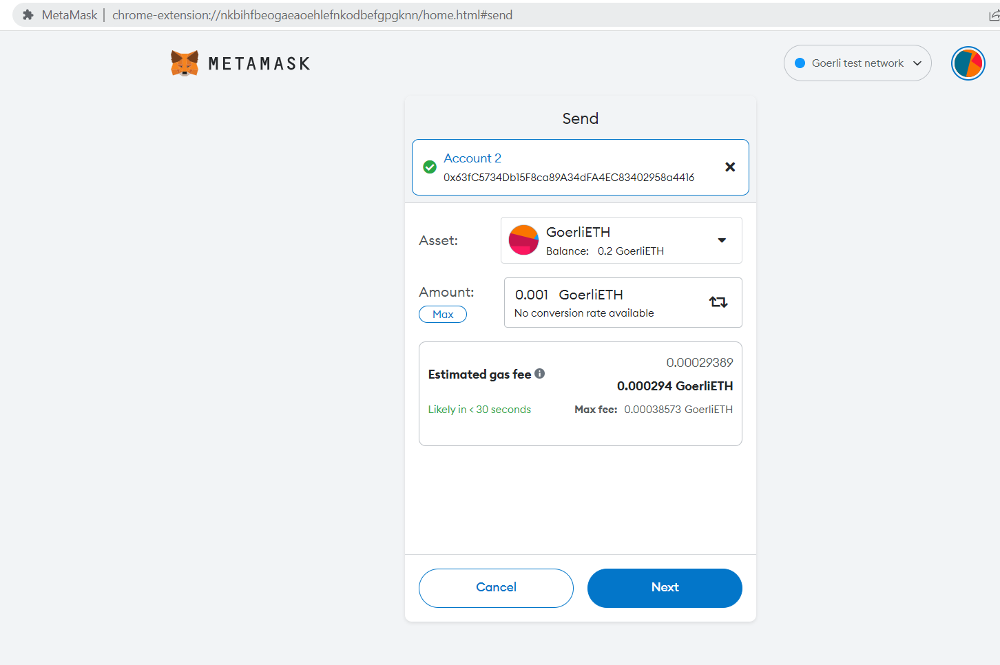 MetaMask | chrome-extension://nkbihfbeogaeaoehlefnkodbefgpgknn/home.html#send
METAMASK
Goerli test network
Send
Account 2
0x63fC5734Db15F8ca89A34dFA4EC83402958a4416
Asset:
GoerliETH
Balance: 0.2 GoerliETH
Amount:
Max
0.001 GoerliETH
No conversion rate available
Estimated gas fee
0.00029389
0.000294 GoerliETH
Likely in < 30 seconds
Max fee: 0.00038573 GoerliETH
Cancel
Next